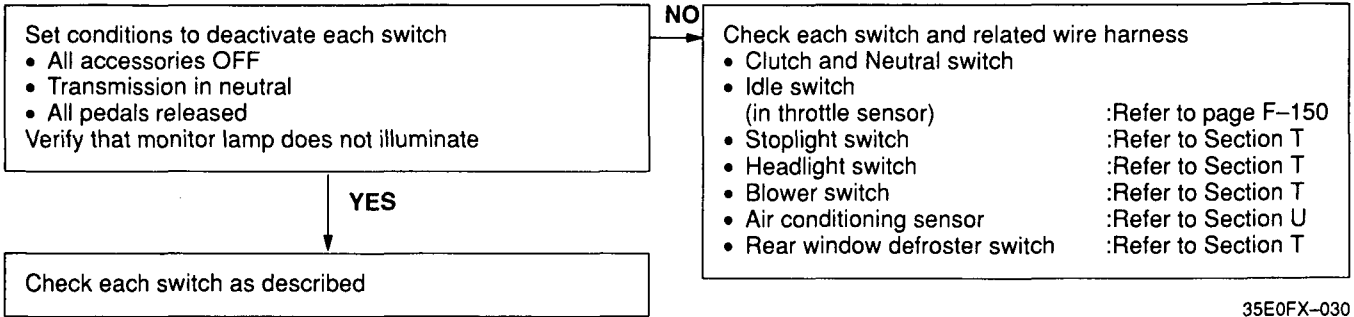 Set conditions to deactivate each switch
• All accessories OFF
• Transmission in neutral
• All pedals released
Verify that monitor lamp does not illuminate
NO
Check each switch and related wire harness
• Clutch and Neutral switch
• Idle switch
(in throttle sensor) :Refer to page F–150
• Stoplight switch :Refer to Section T
• Headlight switch :Refer to Section T
• Blower switch :Refer to Section T
• Air conditioning sensor :Refer to Section U
• Rear window defroster switch :Refer to Section T
YES
Check each switch as described
35E0FX–030